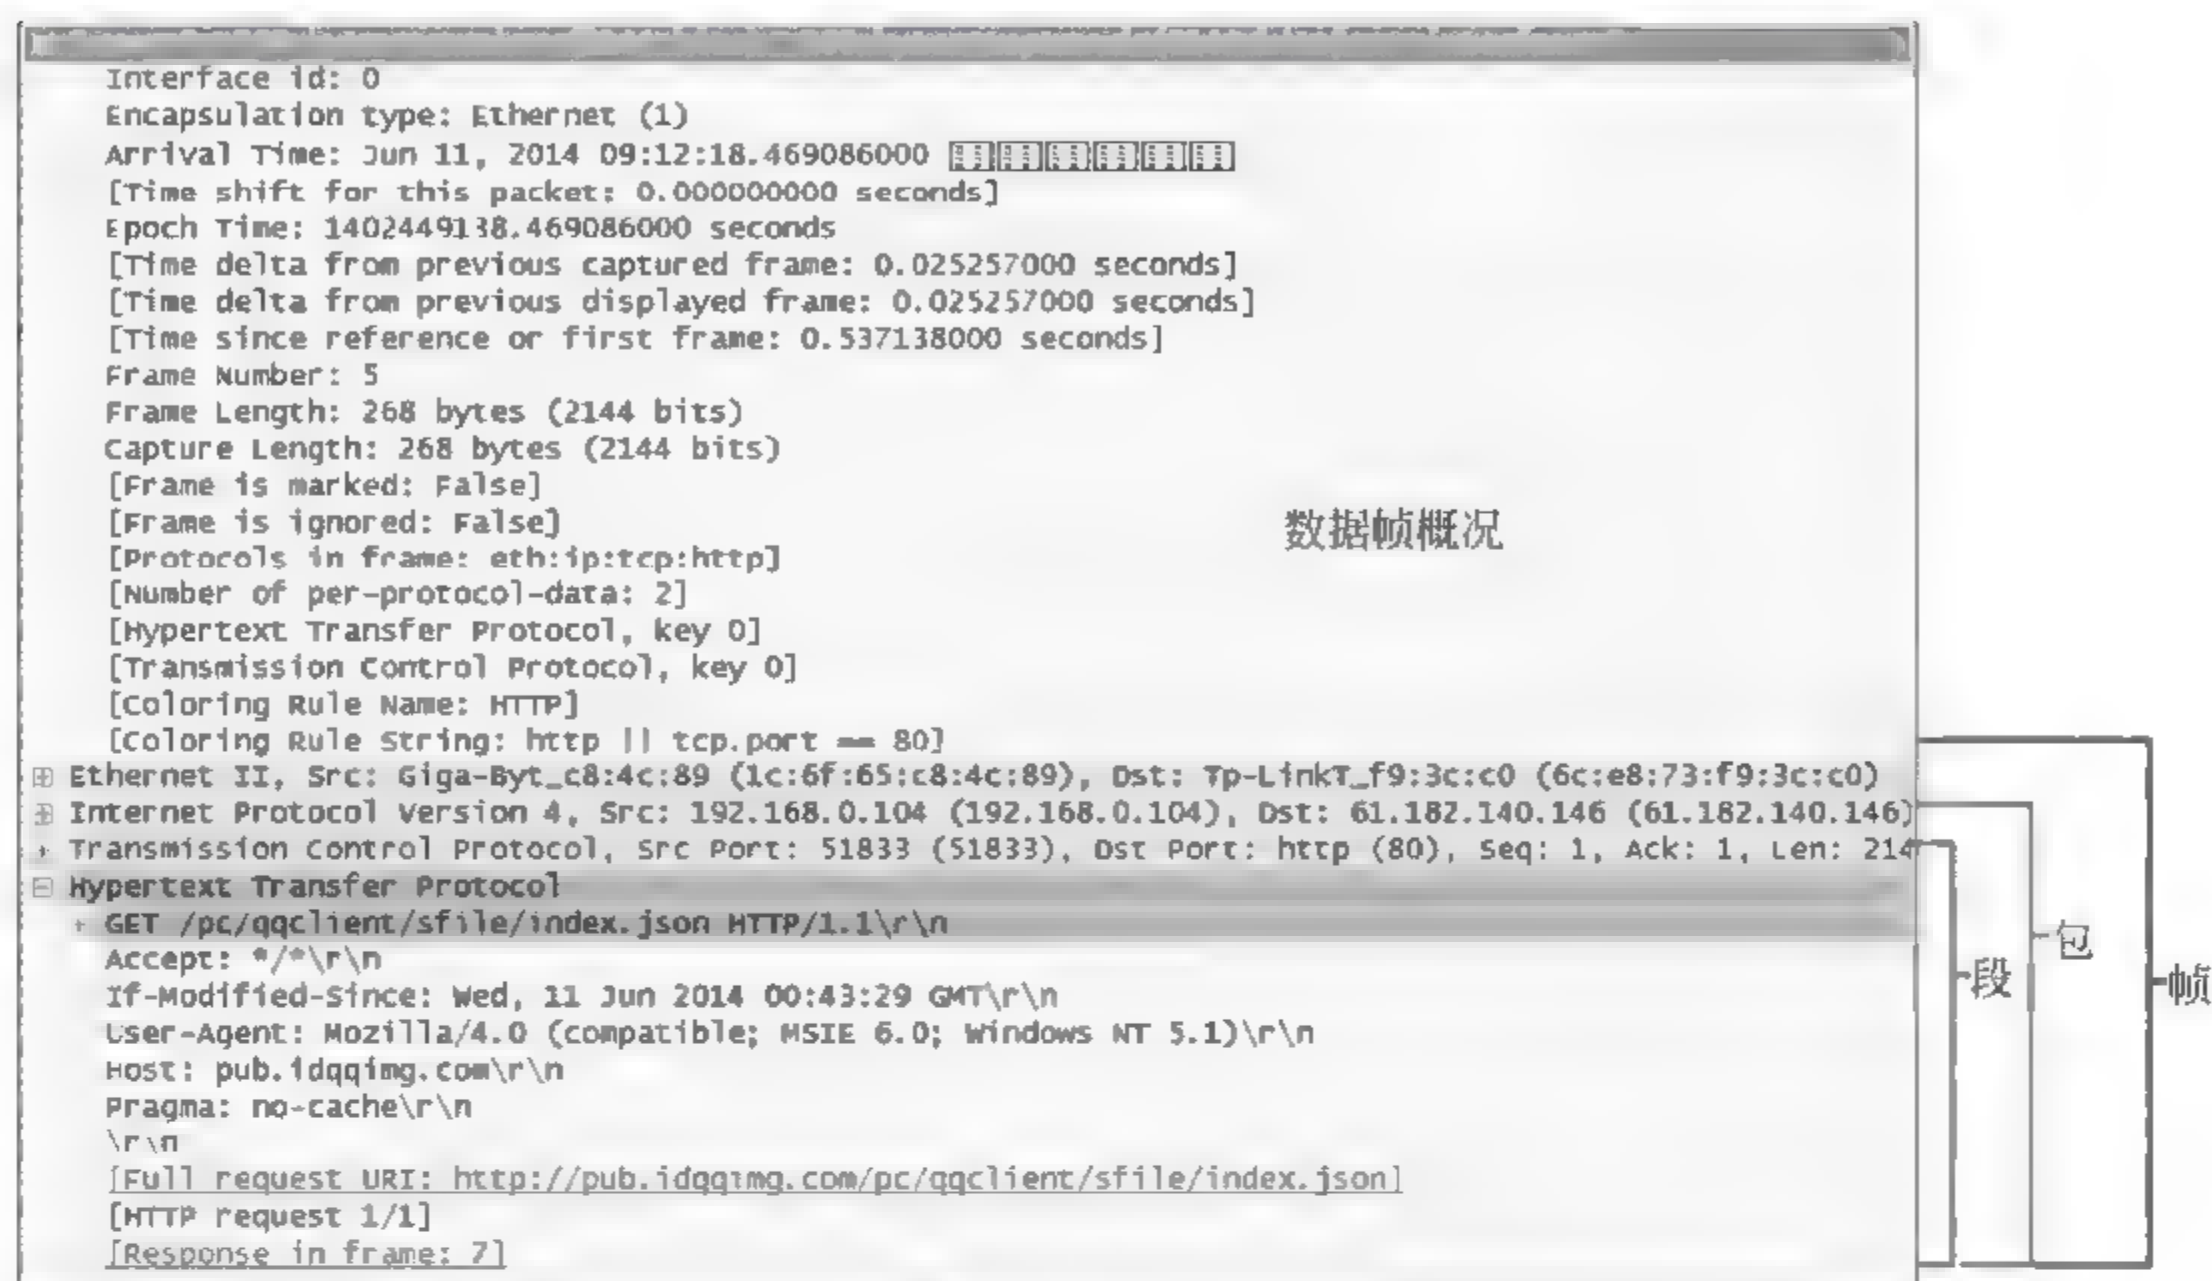 Interface id: 0
Encapsulation type: Ethernet (1)
Arrival Time: Jun 11, 2014 09:12:18.469086000
[Time shift for this packet: 0.000000000 seconds]
Epoch Time: 1402449138.469086000 seconds
[Time delta from previous captured frame: 0.025257000 seconds]
[Time delta from previous displayed frame: 0.025257000 seconds]
[Time since reference or first frame: 0.537138000 seconds]
Frame Number: 5
Frame Length: 268 bytes (2144 bits)
Capture Length: 268 bytes (2144 bits)
[Frame is marked: False]
[Frame is ignored: False]
数据帧概况
[Protocols in frame: eth:ip:tcp:http]
[Number of per-protocol-data: 2]
[Hypertext Transfer Protocol, key 0]
[Transmission Control Protocol, key 0]
[Coloring Rule Name: HTTP]
[Coloring Rule String: http || tcp.port == 80]
Ethernet II, Src: Giga-Byt_c8:4c:89 (1c:6f:65:c8:4c:89), Dst: Tp-LinkT_f9:3c:c0 (6c:e8:73:f9:3c:c0)
Internet Protocol Version 4, Src: 192.168.0.104 (192.168.0.104), Dst: 61.182.140.146 (61.182.140.146)
Transmission Control Protocol, Src Port: 51833 (51833), Dst Port: http (80), Seq: 1, Ack: 1, Len: 214
Hypertext Transfer Protocol
GET /pc/qqclient/sfile/index.json HTTP/1.1\r\n
包
Accept: */*\r\n
段
帧
If-Modified-Since: Wed, 11 Jun 2014 00:43:29 GMT\r\n
User-Agent: Mozilla/4.0 (compatible; MSIE 6.0; Windows NT 5.1)\r\n
Host: pub.idqqimg.com\r\n
Pragma: no-cache\r\n
\r\n
[Full request URI: http://pub.idqqimg.com/pc/qqclient/sfile/index.json]
[HTTP request 1/1]
[Response in frame: 7]